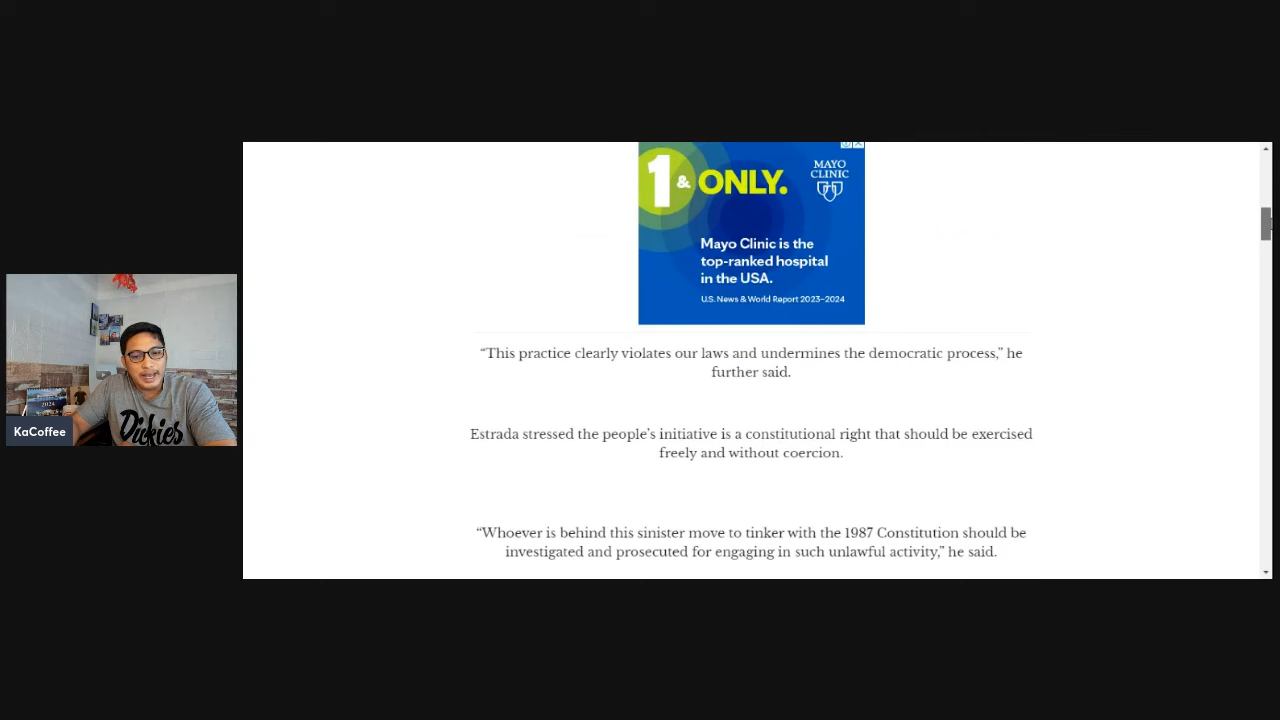 1 & ONLY.
MAYO
CLINIC
Mayo Clinic is the
top-ranked hospital
in the USA.
U.S. News & World Report 2023–2024
“This practice clearly violates our laws and undermines the democratic process,” he
further said.
Estrada stressed the people’s initiative is a constitutional right that should be exercised
freely and without coercion.
“Whoever is behind this sinister move to tinker with the 1987 Constitution should be
investigated and prosecuted for engaging in such unlawful activity,” he said.
2024
Dickies
KaCoffee